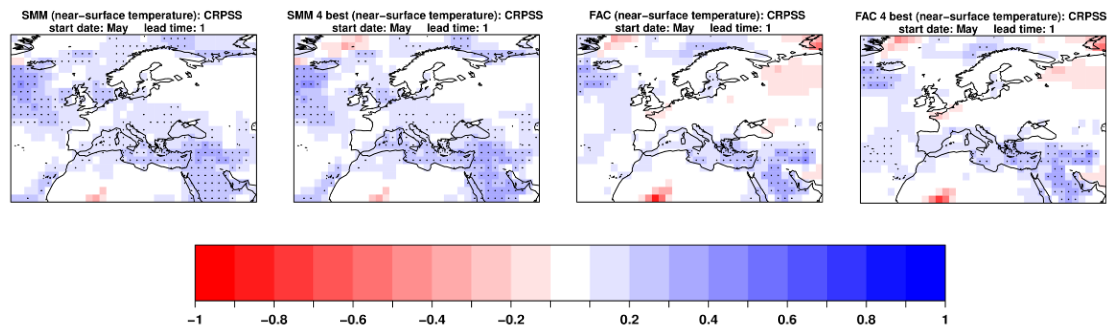 SMM (near−surface temperature): CRPSS
start date: May lead time: 1
SMM 4 best (near−surface temperature): CRPSS
start date: May lead time: 1
FAC (near−surface temperature): CRPSS
start date: May lead time: 1
FAC 4 best (near−surface temperature): CRPSS
start date: May lead time: 1
−1 −0.8 −0.6 −0.4 −0.2 0.2 0.4 0.6 0.8 1